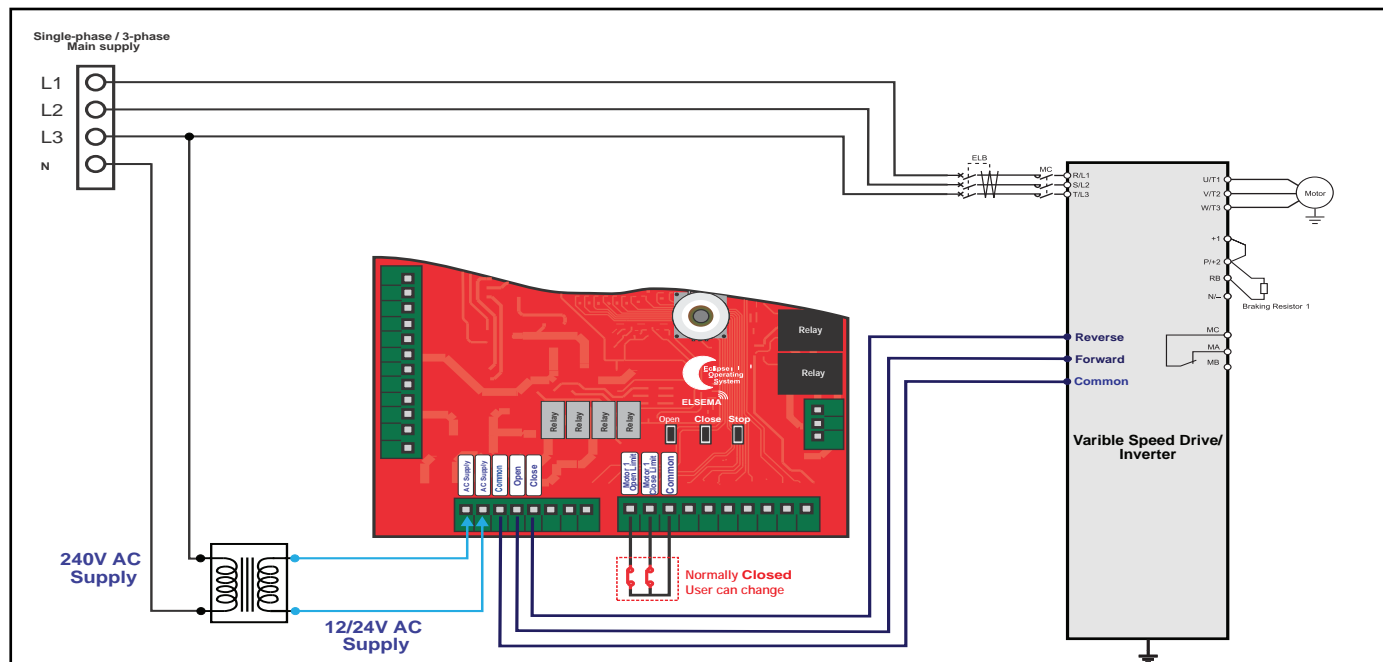 Single-phase / 3-phase
Main supply
L1
L2
L3
N
ELB
MC
R/L1
S/L2
T/L3
U/T1
V/T2
W/T3
Motor
+1
P/+2
RB
N/–
Braking Resistor 1
MC
MA
MB
Reverse
Forward
Common
Varible Speed Drive/
Inverter
Relay
Relay
Eclipse
Operating
System
ELSEMA
Open
Close
Stop
Relay
Relay
Relay
Relay
AC Supply
AC Supply
Common
Open
Close
Motor 1
Open Limit
Motor 1
Close Limit
Common
240V AC
Supply
12/24V AC
Supply
Normally Closed
User can change